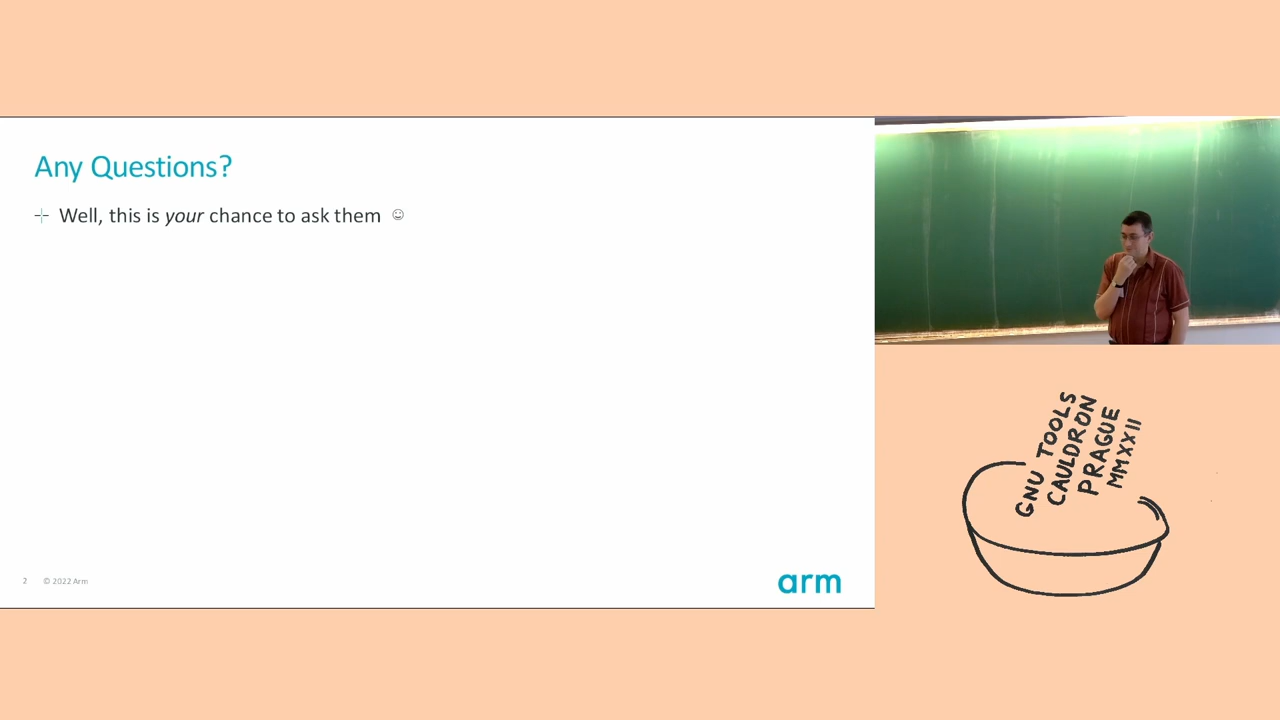 Any Questions?
Well, this is your chance to ask them ☺
2 © 2022 Arm
arm
GNU TOOLS
CAULDRON
PRAGUE
MMXXII